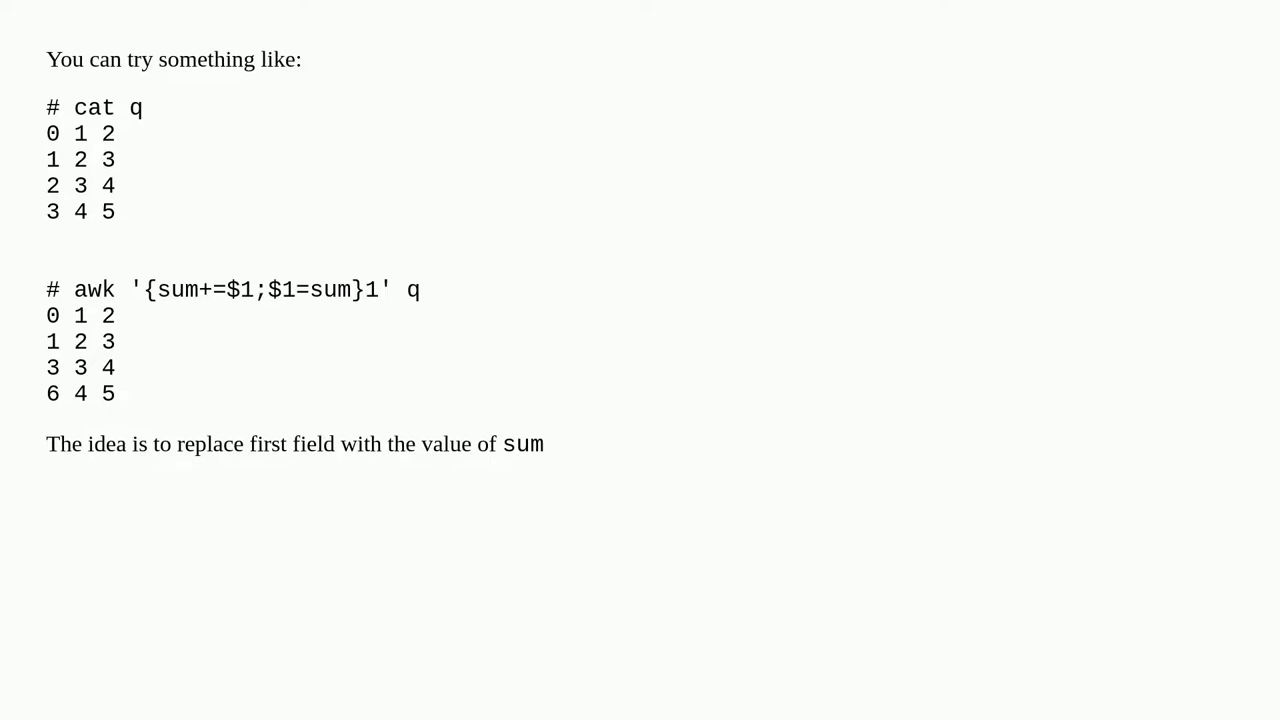 You can try something like:
# cat q
0 1 2
1 2 3
2 3 4
3 4 5
# awk '{sum+=$1;$1=sum}1' q
0 1 2
1 2 3
3 3 4
6 4 5
The idea is to replace first field with the value of sum